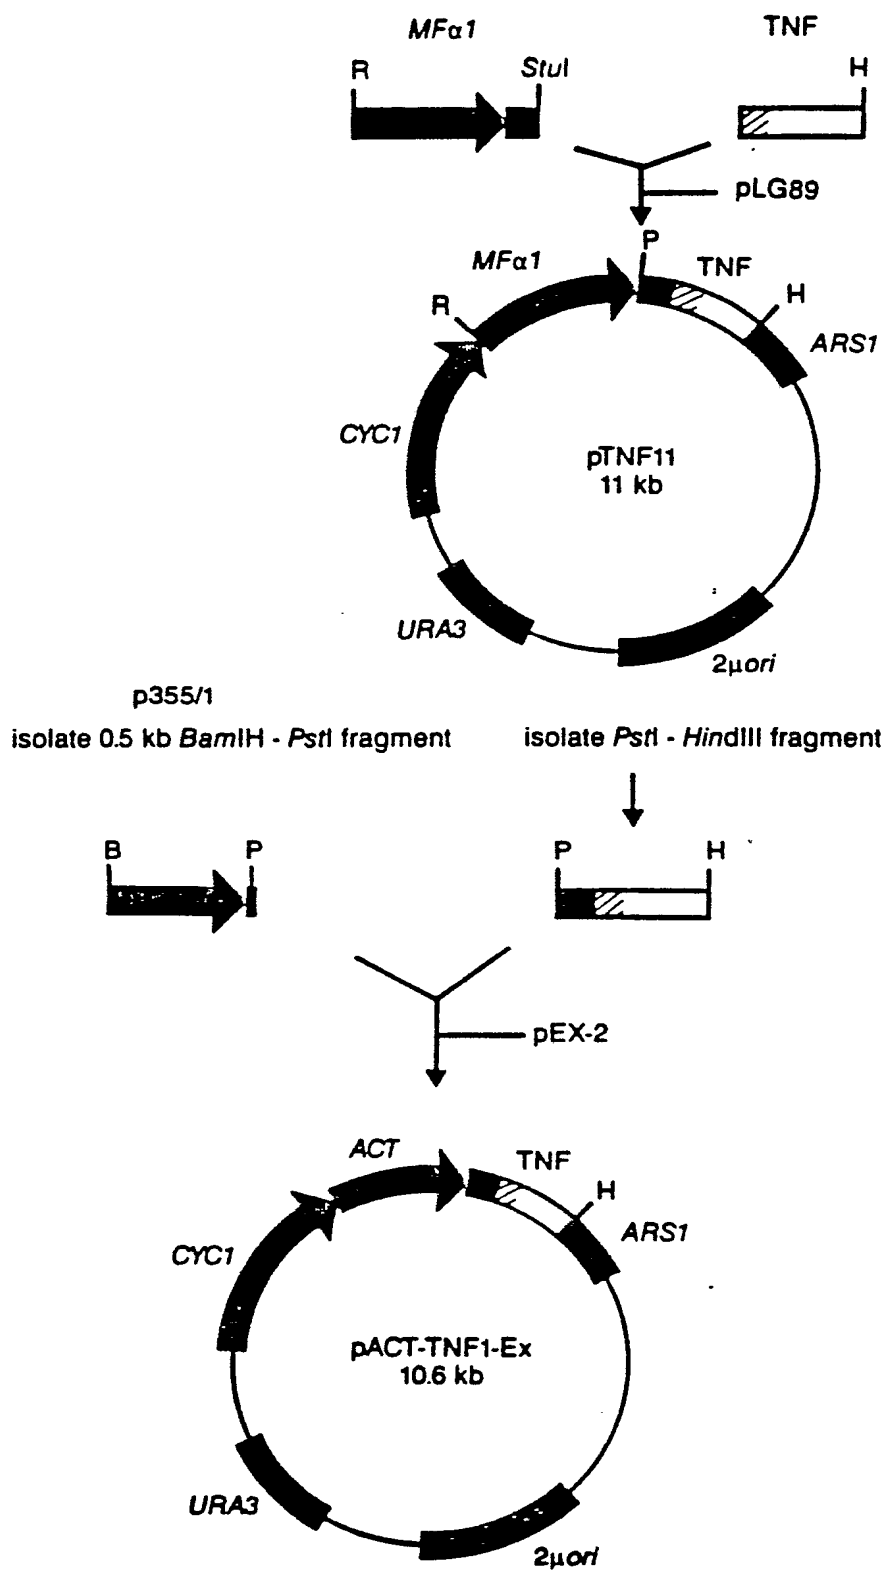 MFα1
TNF
R
StuI
H
pLG89
P
MFα1
TNF
R
H
ARS1
CYC1
pTNF11
11 kb
URA3
2μori
p355/1
isolate 0.5 kb BamIH - PstI fragment
isolate PstI - HindIII fragment
B
P
P
H
pEX-2
ACT
TNF
H
ARS1
CYC1
pACT-TNF1-Ex
10.6 kb
URA3
2μori